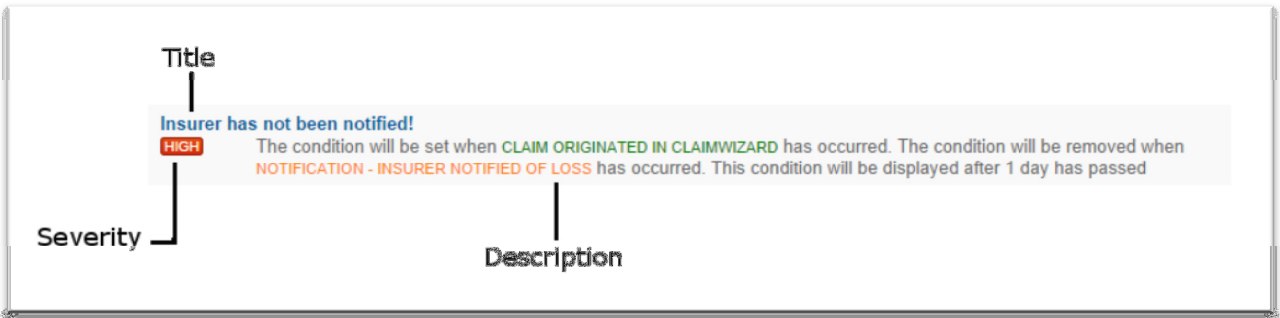 Title
Insurer has not been notified!
HIGH
The condition will be set when CLAIM ORIGINATED IN CLAIMWIZARD has occurred. The condition will be removed when
NOTIFICATION - INSURER NOTIFIED OF LOSS has occurred. This condition will be displayed after 1 day has passed
Severity
Description